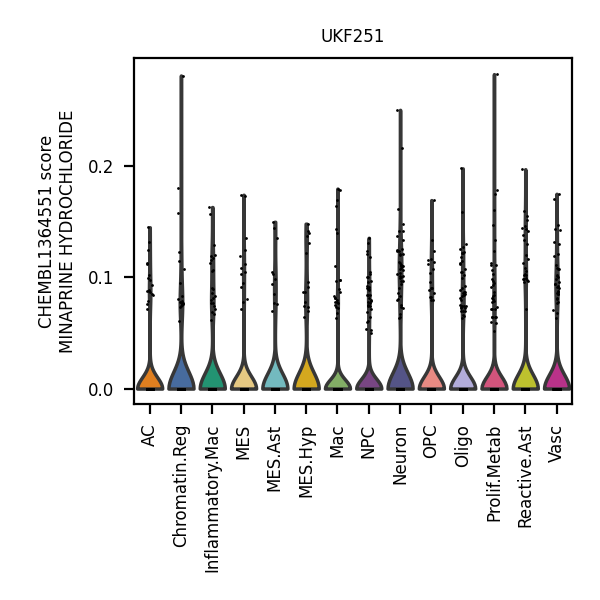 UKF251
CHEMBL1364551 score
MINAPRINE HYDROCHLORIDE
0.2
0.1
0.0
AC
Chromatin.Reg
Inflammatory.Mac
MES
MES.Ast
MES.Hyp
Mac
NPC
Neuron
OPC
Oligo
Prolif.Metab
Reactive.Ast
Vasc